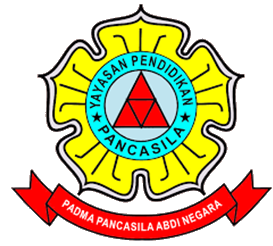 YAYASAN PENDIDIKAN
PANCASILA
PADMA PANCASILA ABDI NEGARA